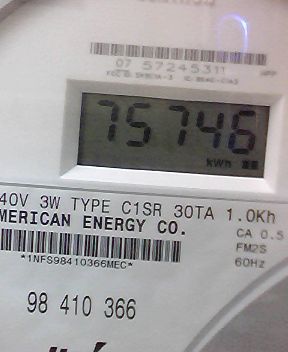 07 57245311
75746
kWh
40V 3W TYPE C1SR 30TA 1.0Kh
MERICAN ENERGY CO.
CA 0.5
FM2S
60Hz
*1NFS98410366MEC*
98 410 366